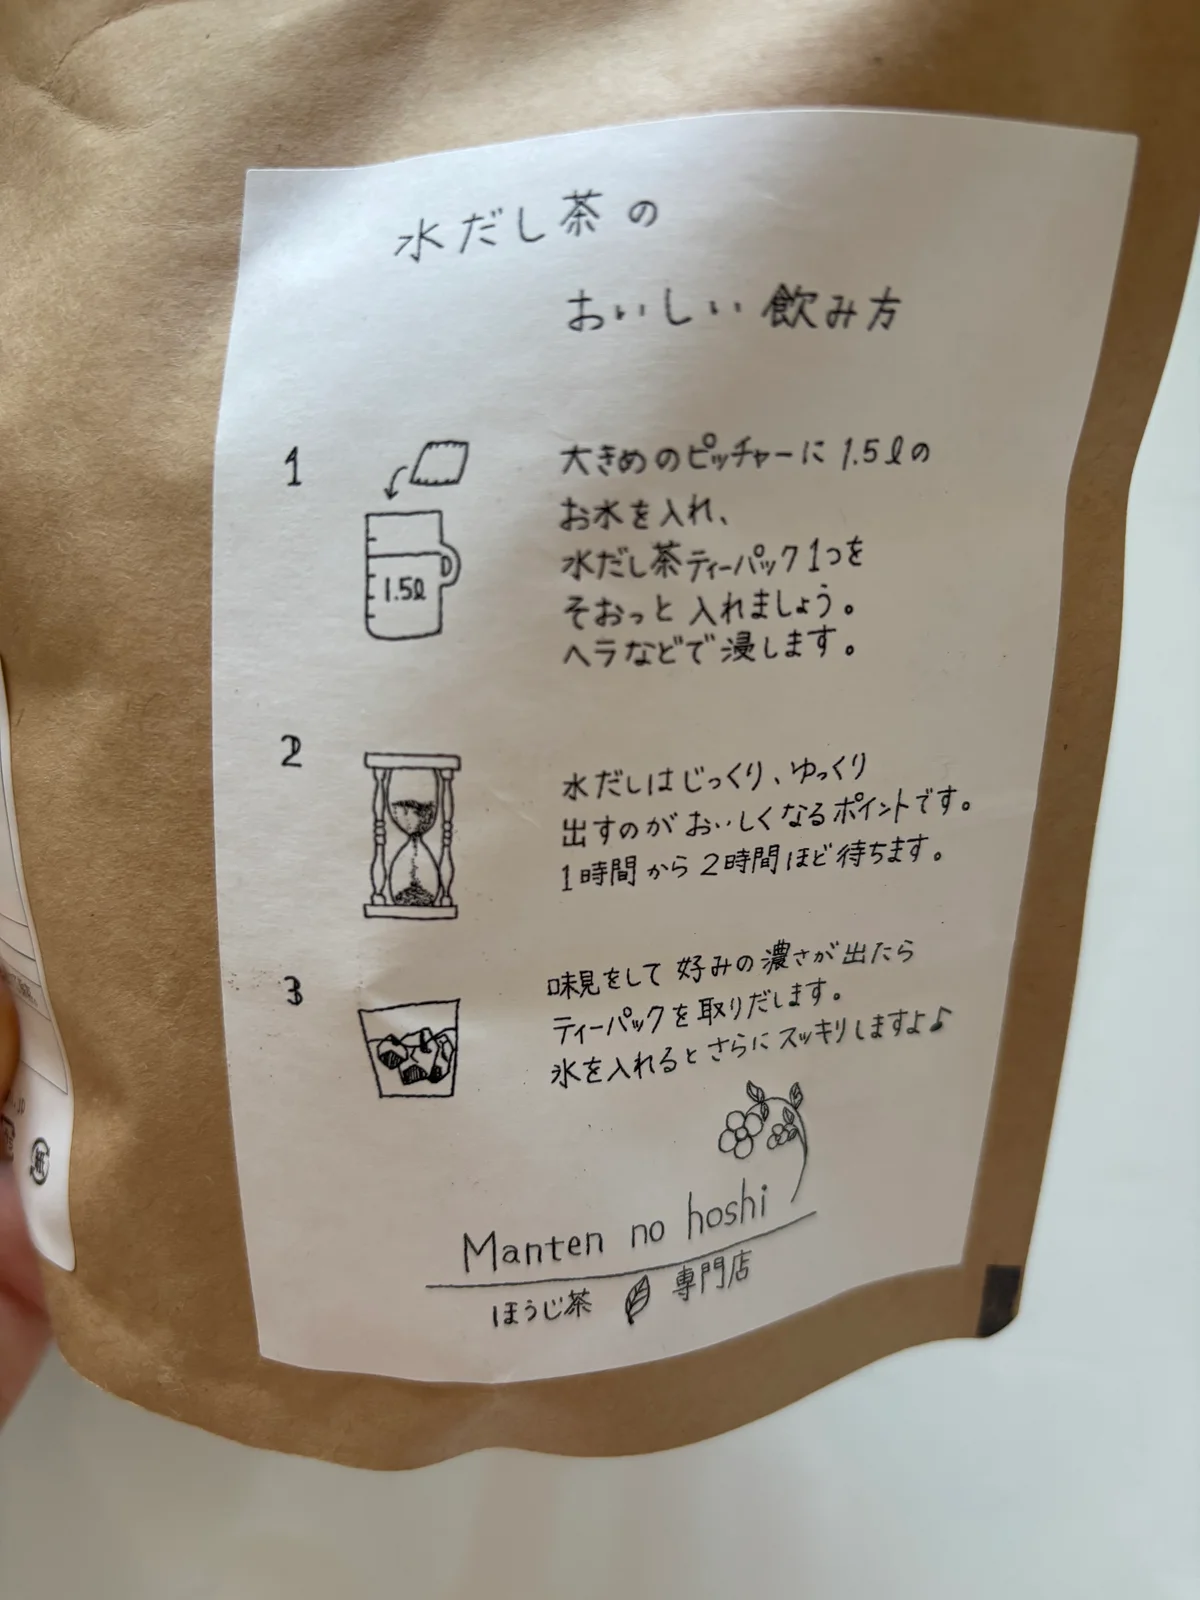 水だし茶の
おいしい飲み方
1
1.5ℓ
大きめのピッチャーに 1.5ℓの
お水を入れ、
水だし茶ティーパック1つを
そおっと 入れましょう。
ヘラなどで浸します。
2
水だしはじっくり、ゆっくり
出すのがおいしくなるポイントです。
1時間から2時間ほど待ちます。
3
味見をして 好みの濃さが出たら
ティーパックを取りだします。
氷を入れるとさらにスッキリしますよ♪
Manten no hoshi
ほうじ茶 専門店